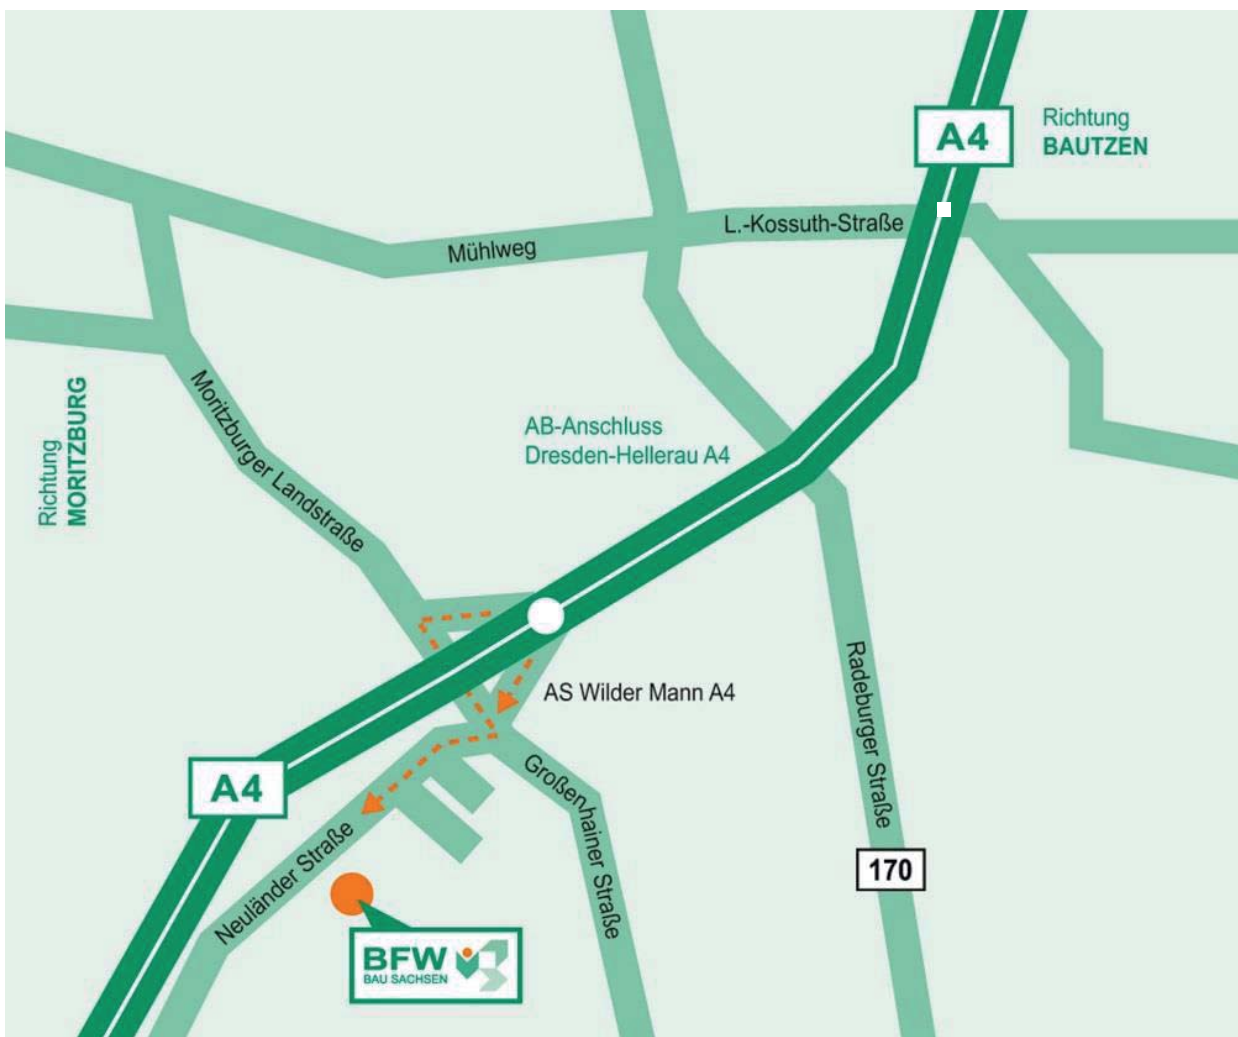 A4
Richtung
BAUTZEN
L.-Kossuth-Straße
Mühlweg
Richtung
MORITZBURG
Moritzburger Landstraße
AB-Anschluss
Dresden-Hellerau A4
AS Wilder Mann A4
Radeburger Straße
A4
Großenhainer Straße
170
Neuländer Straße
BFW
BAU SACHSEN